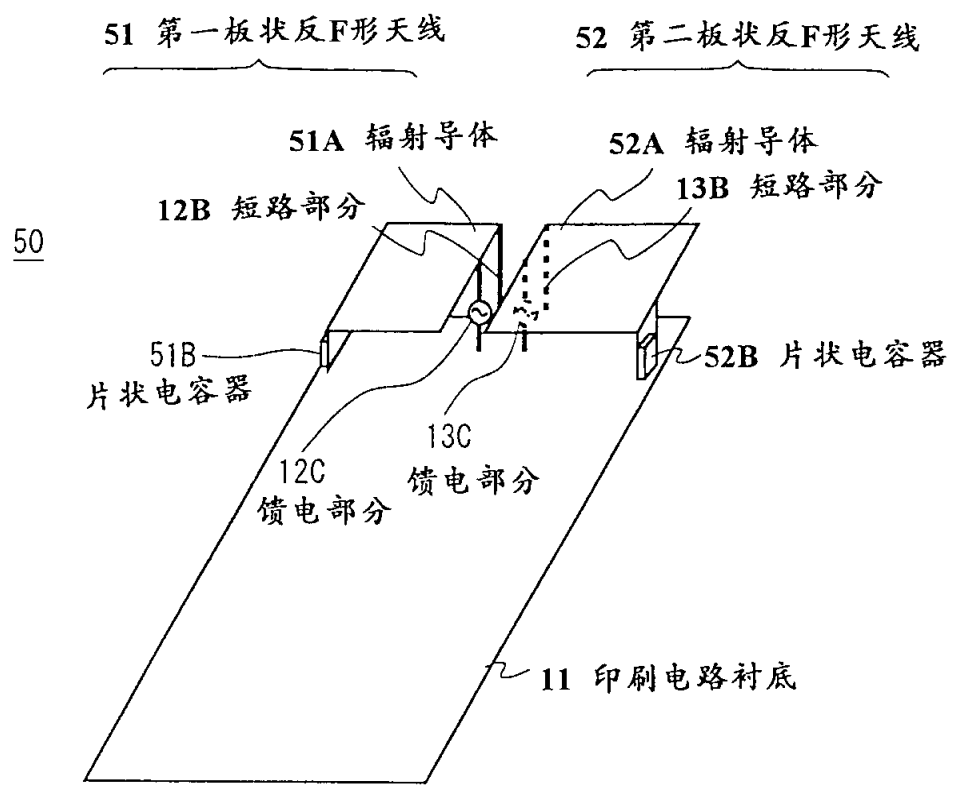 51 第一板状反F形天线
52 第二板状反F形天线
51A 辐射导体
52A 辐射导体
12B 短路部分
13B 短路部分
50
51B
片状电容器
52B 片状电容器
12C
馈电部分
13C
馈电部分
11 印刷电路衬底